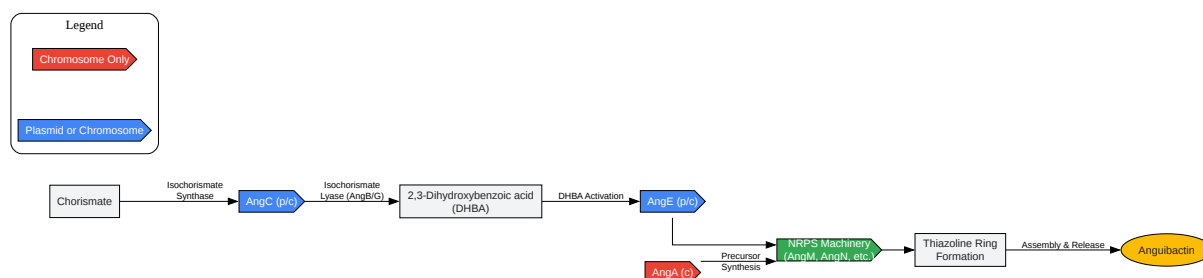 Legend
Chromosome Only
Plasmid or Chromosome
Chorismate
Isochorismate
Synthase
AngC (p/c)
Isochorismate
Lyase (AngB/G)
2,3-Dihydroxybenzoic acid
(DHBA)
DHBA Activation
AngE (p/c)
AngA (c)
Precursor
Synthesis
NRPS Machinery
(AngM, AngN, etc.)
Thiazoline Ring
Formation
Assembly & Release
Anguibactin